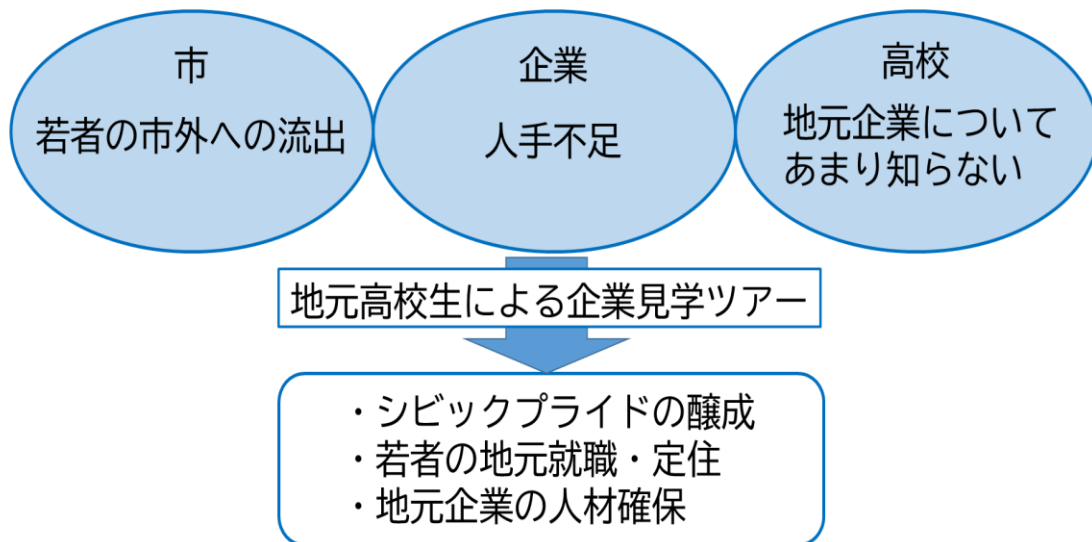 市
若者の市外への流出
企業
人手不足
高校
地元企業について
あまり知らない
地元高校生による企業見学ツアー
・シビックプライドの醸成
・若者の地元就職・定住
・地元企業の人材確保